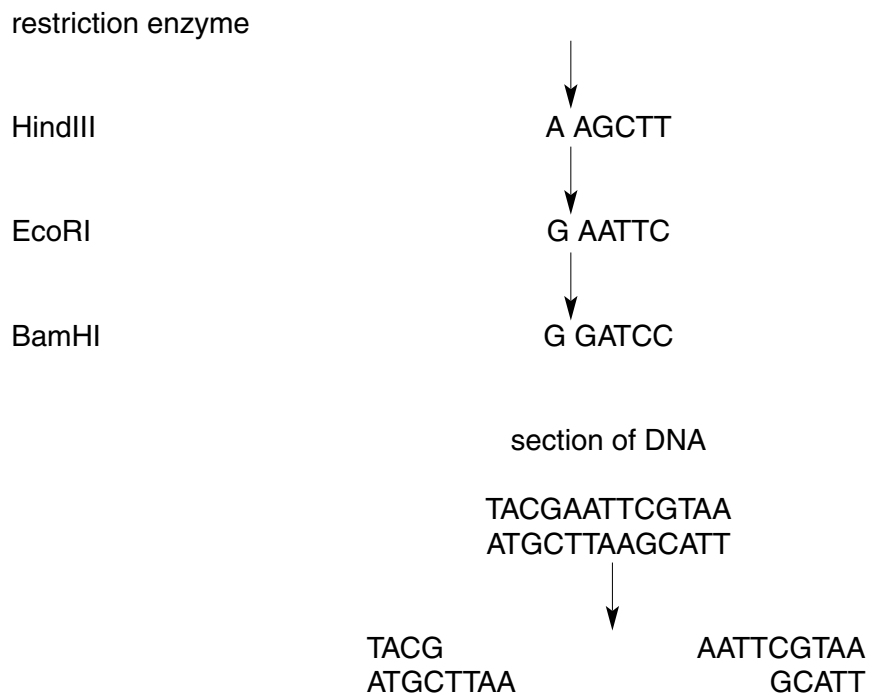 restriction enzyme
HindIII A AGCTT
EcoRI G AATTC
BamHI G GATCC
section of DNA
TACGAATTCGTAA
ATGCTTAAGCATT
TACG AATTCGTAA
ATGCTTAA GCATT